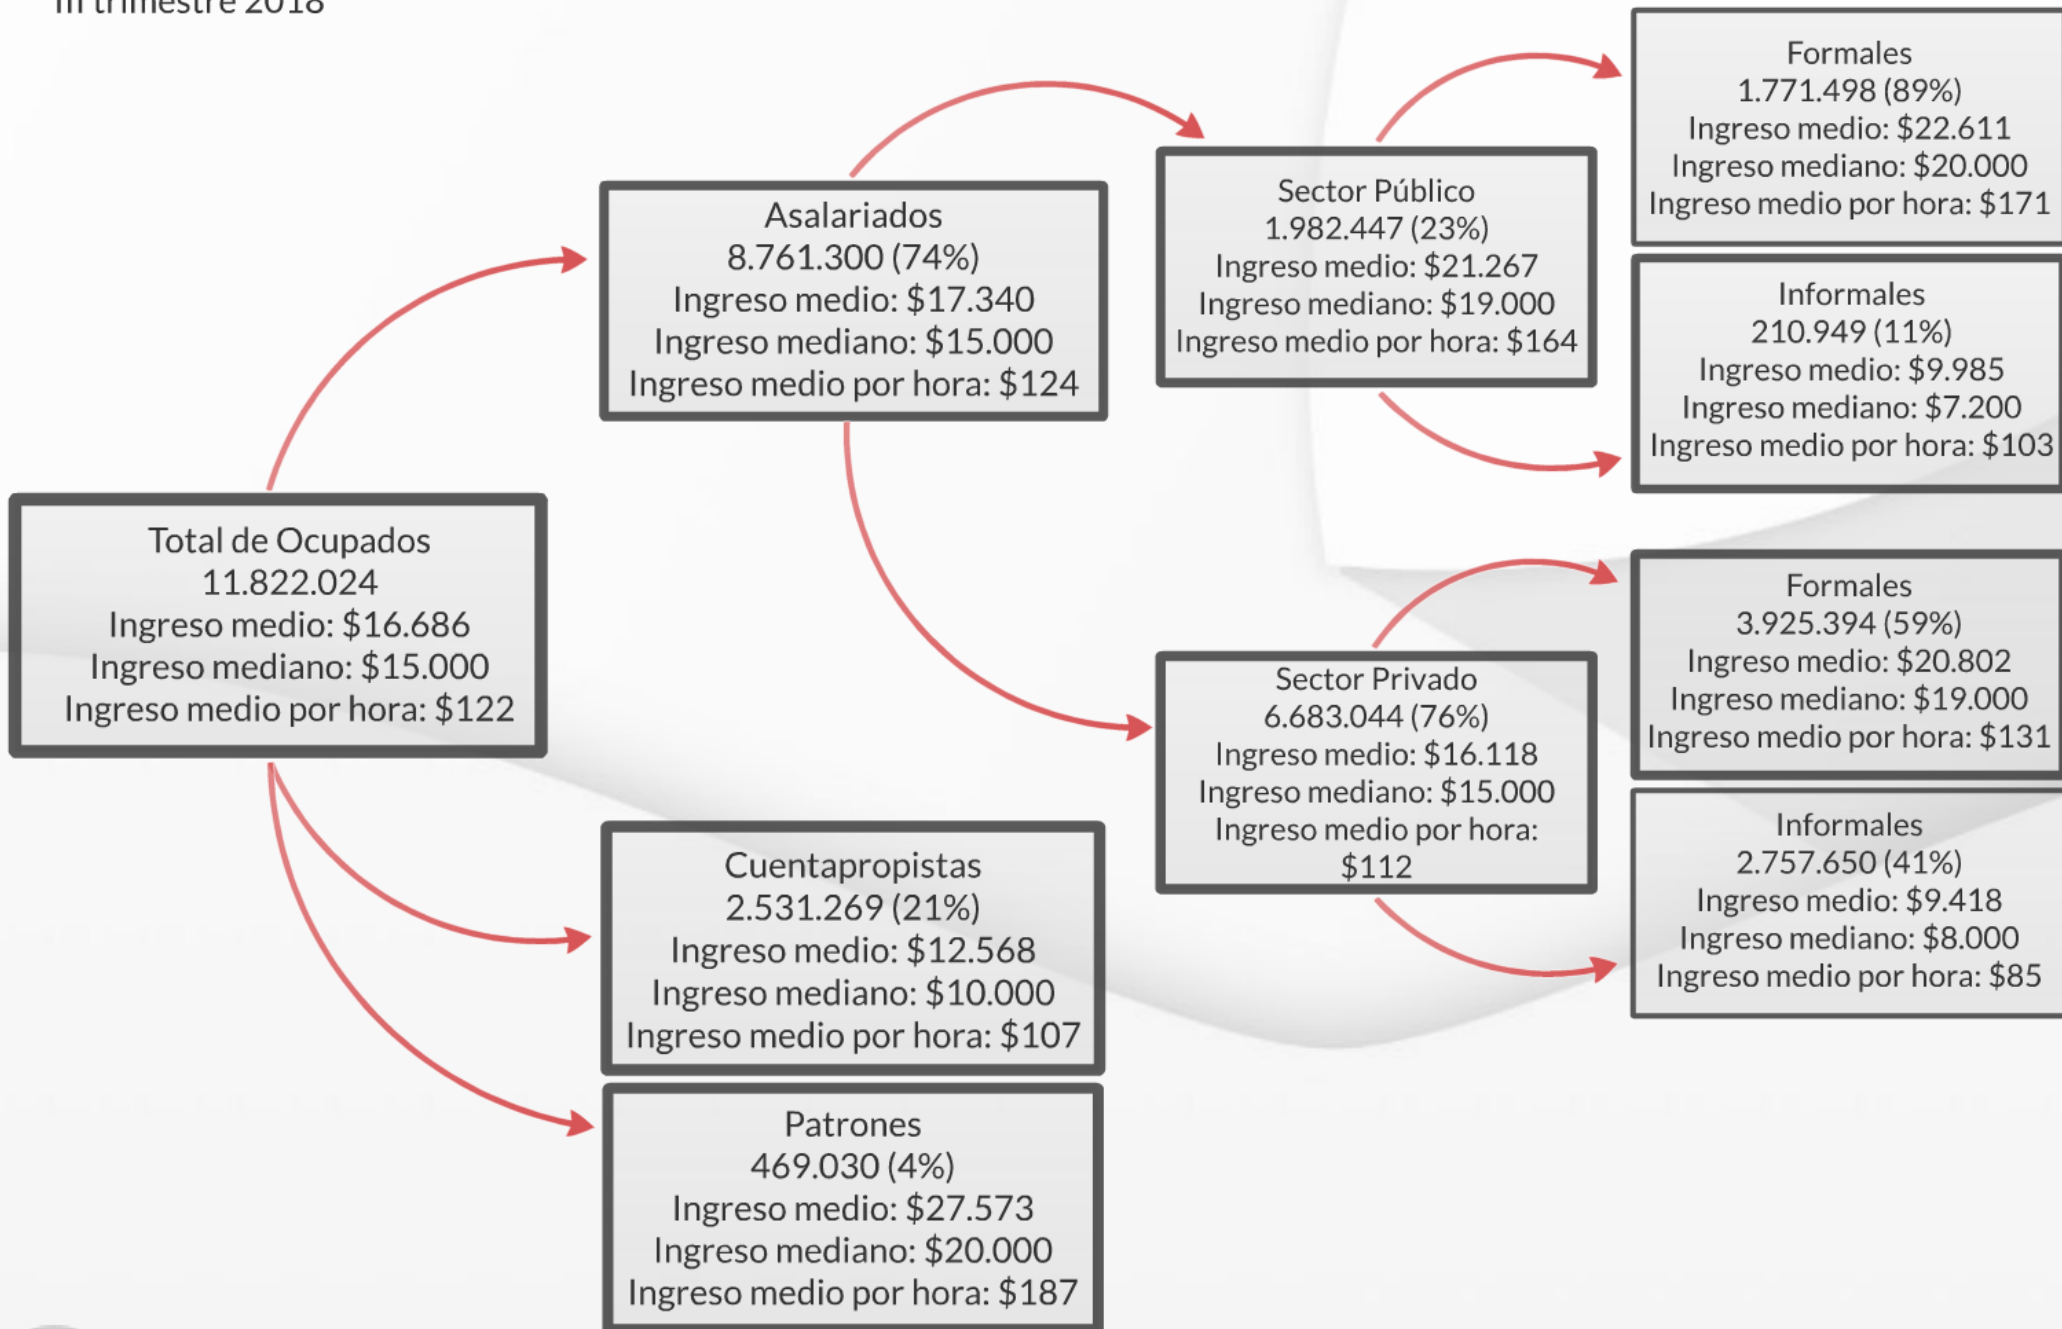 III trimestre 2018
Total de Ocupados
11.822.024
Ingreso medio: $16.686
Ingreso mediano: $15.000
Ingreso medio por hora: $122
Asalariados
8.761.300 (74%)
Ingreso medio: $17.340
Ingreso mediano: $15.000
Ingreso medio por hora: $124
Cuentapropistas
2.531.269 (21%)
Ingreso medio: $12.568
Ingreso mediano: $10.000
Ingreso medio por hora: $107
Patrones
469.030 (4%)
Ingreso medio: $27.573
Ingreso mediano: $20.000
Ingreso medio por hora: $187
Sector Público
1.982.447 (23%)
Ingreso medio: $21.267
Ingreso mediano: $19.000
Ingreso medio por hora: $164
Sector Privado
6.683.044 (76%)
Ingreso medio: $16.118
Ingreso mediano: $15.000
Ingreso medio por hora:
$112
Formales
1.771.498 (89%)
Ingreso medio: $22.611
Ingreso mediano: $20.000
Ingreso medio por hora: $171
Informales
210.949 (11%)
Ingreso medio: $9.985
Ingreso mediano: $7.200
Ingreso medio por hora: $103
Formales
3.925.394 (59%)
Ingreso medio: $20.802
Ingreso mediano: $19.000
Ingreso medio por hora: $131
Informales
2.757.650 (41%)
Ingreso medio: $9.418
Ingreso mediano: $8.000
Ingreso medio por hora: $85